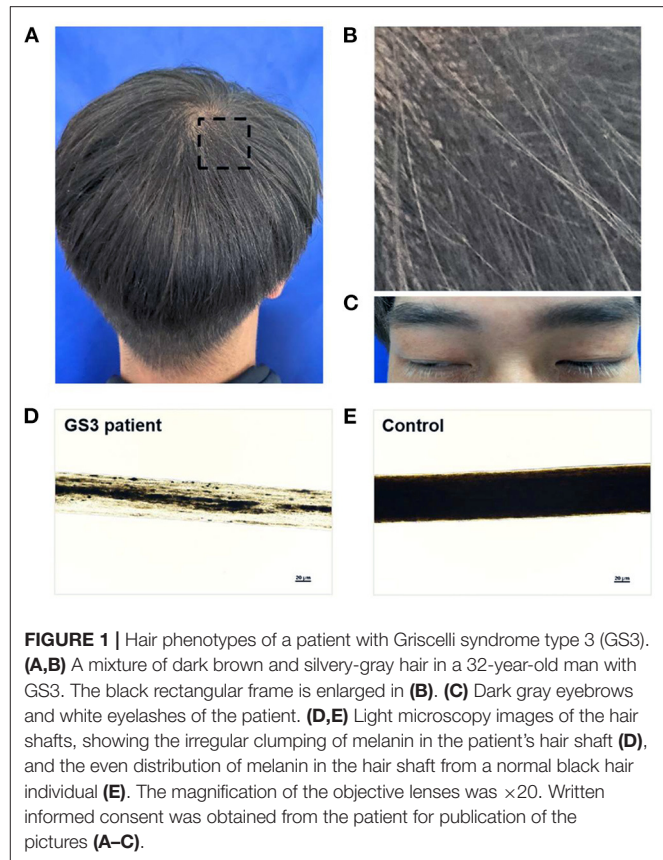 A
B
C
D
GS3 patient
20 µm
E
Control
20 µm
FIGURE 1 | Hair phenotypes of a patient with Griscelli syndrome type 3 (GS3).
(A,B) A mixture of dark brown and silvery-gray hair in a 32-year-old man with
GS3. The black rectangular frame is enlarged in (B). (C) Dark gray eyebrows
and white eyelashes of the patient. (D,E) Light microscopy images of the hair
shafts, showing the irregular clumping of melanin in the patient's hair shaft (D),
and the even distribution of melanin in the hair shaft from a normal black hair
individual (E). The magnification of the objective lenses was ×20. Written
informed consent was obtained from the patient for publication of the
pictures (A–C).